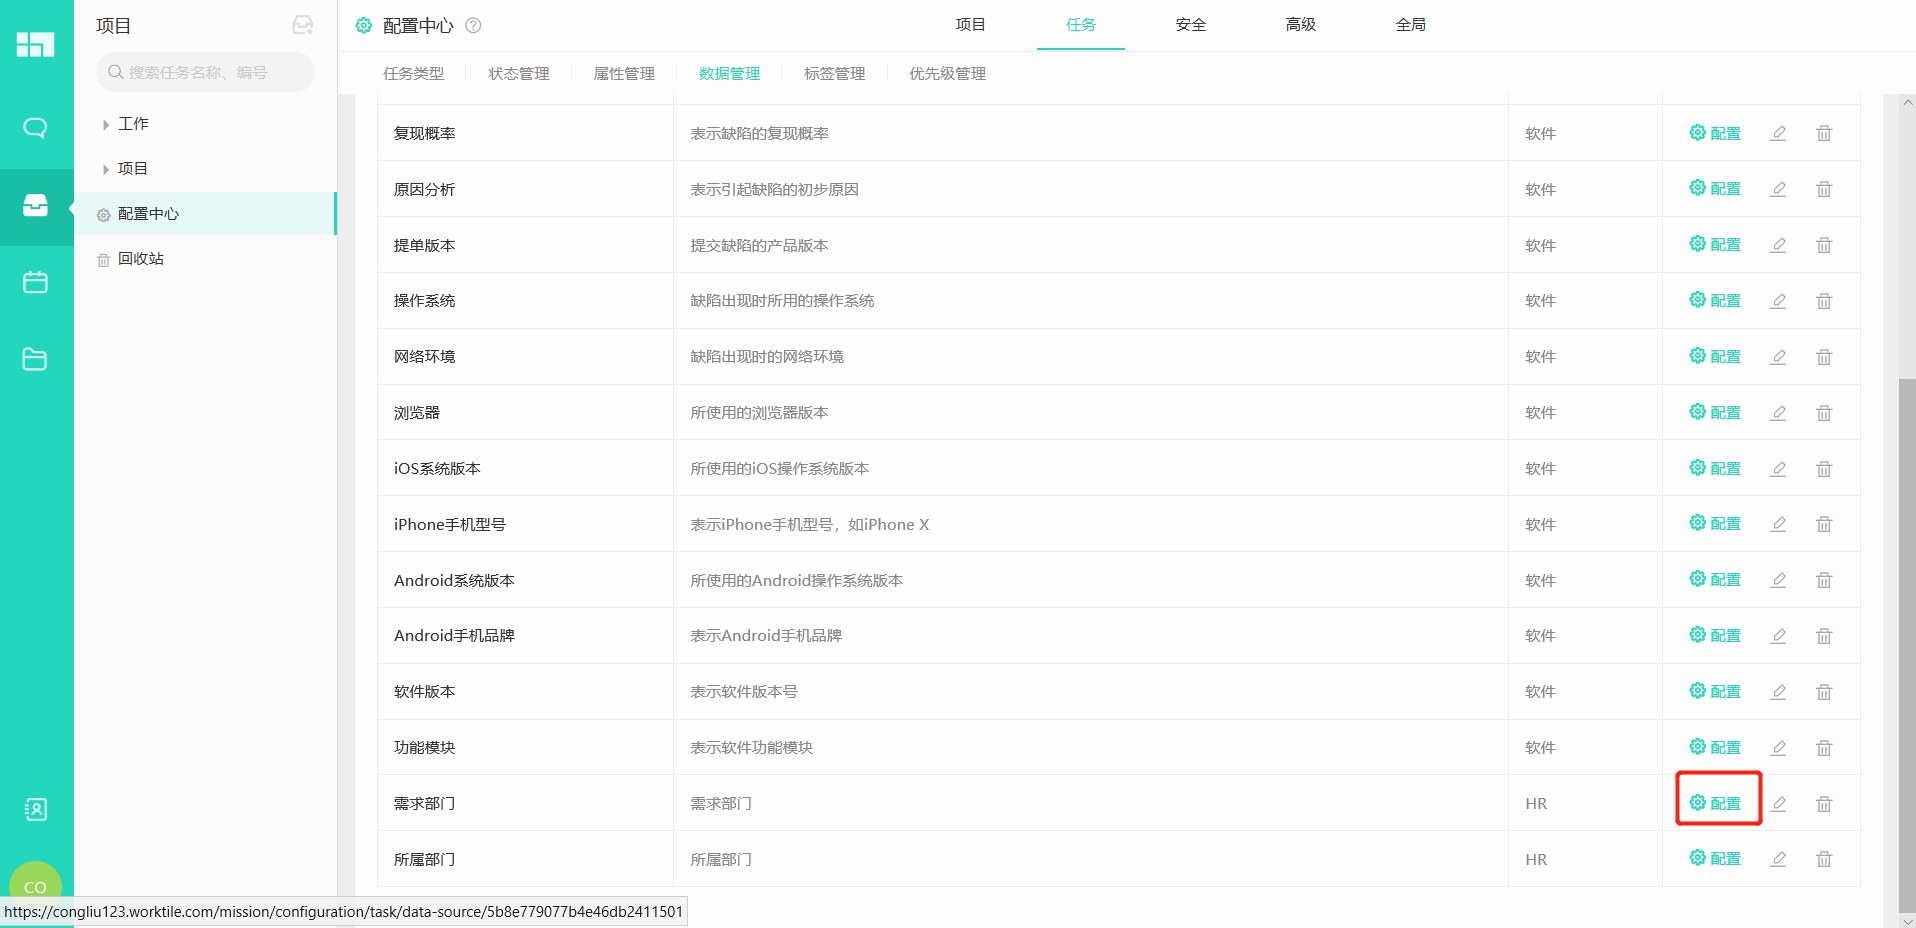 项目
搜索任务名称、编号
工作
项目
配置中心
回收站
CO
配置中心
项目
任务
安全
高级
全局
任务类型
状态管理
属性管理
数据管理
标签管理
优先级管理
复现概率 表示缺陷的复现概率 软件 配置
原因分析 表示引起缺陷的初步原因 软件 配置
提单版本 提交缺陷的产品版本 软件 配置
操作系统 缺陷出现时所用的操作系统 软件 配置
网络环境 缺陷出现时的网络环境 软件 配置
浏览器 所使用的浏览器版本 软件 配置
iOS系统版本 所使用的iOS操作系统版本 软件 配置
iPhone手机型号 表示iPhone手机型号，如iPhone X 软件 配置
Android系统版本 所使用的Android操作系统版本 软件 配置
Android手机品牌 表示Android手机品牌 软件 配置
软件版本 表示软件版本号 软件 配置
功能模块 表示软件功能模块 软件 配置
需求部门 需求部门 HR 配置
所属部门 所属部门 HR 配置
https://congliu123.worktile.com/mission/configuration/task/data-source/5b8e779077b4e46db2411501